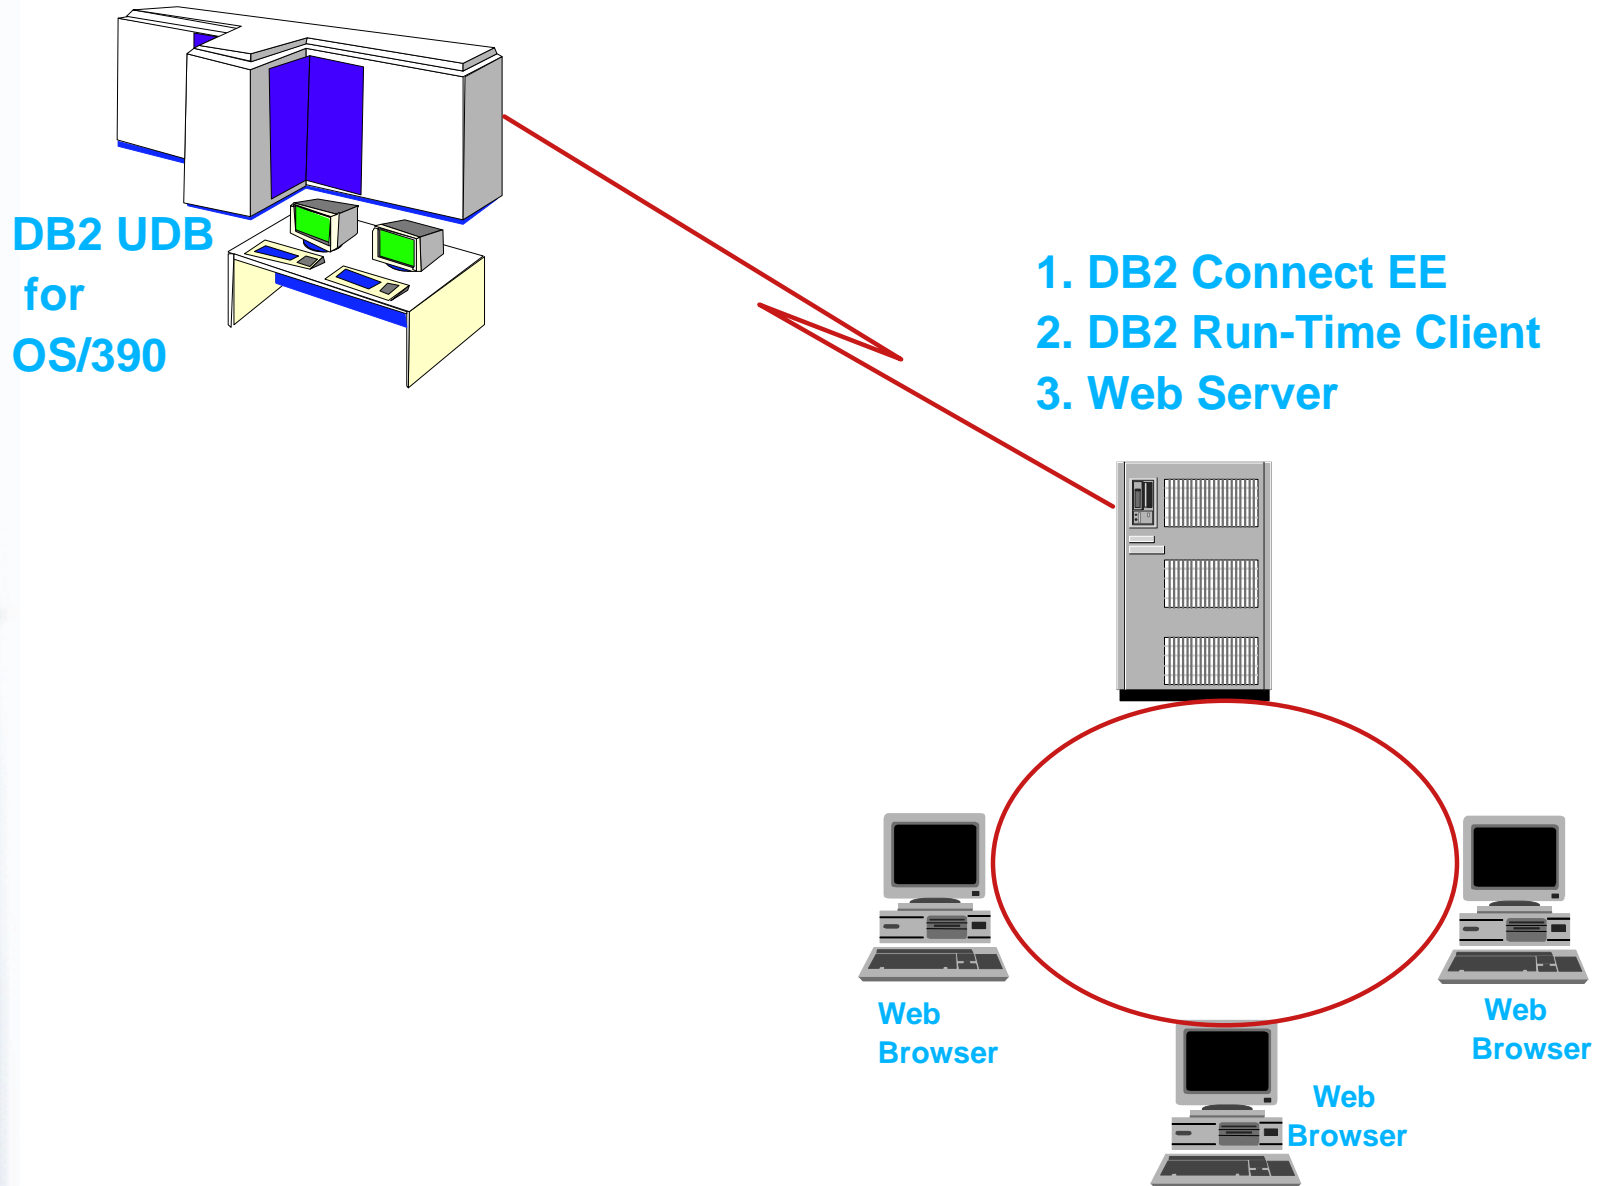 DB2 UDB
for
OS/390
1. DB2 Connect EE
2. DB2 Run-Time Client
3. Web Server
Web
Browser
Web
Browser
Web
Browser